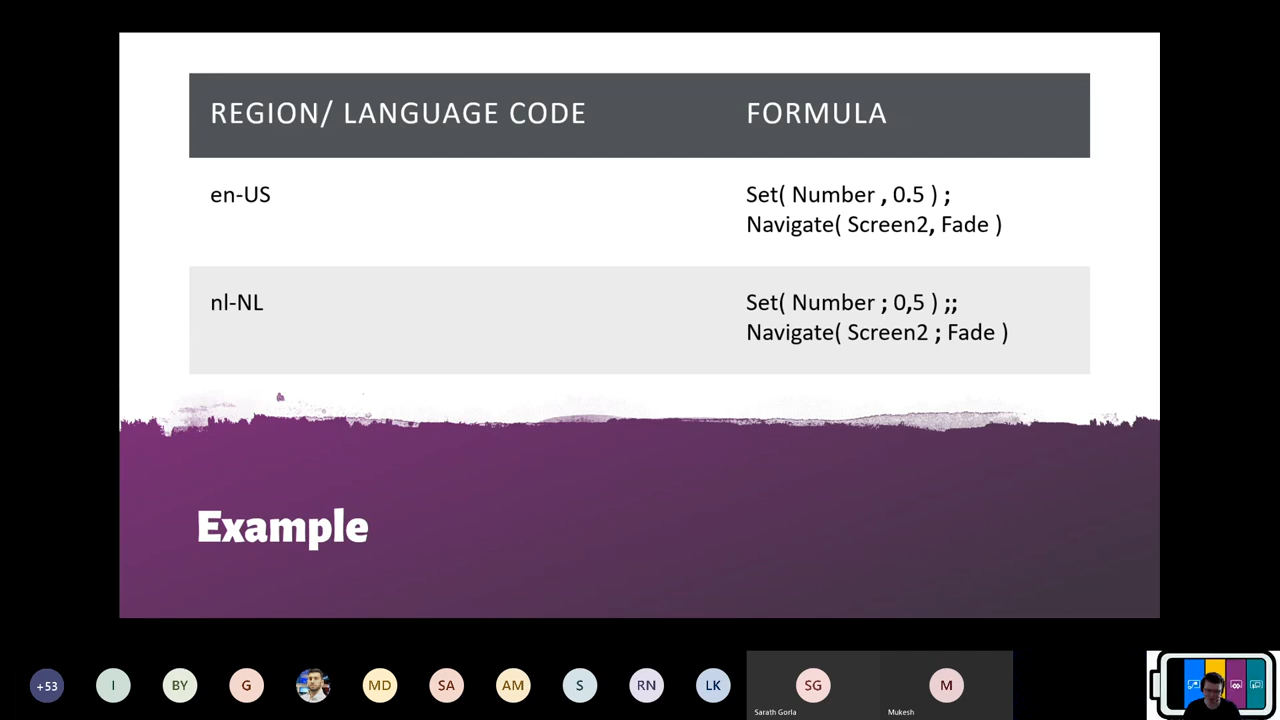 REGION/ LANGUAGE CODE FORMULA
en-US Set( Number , 0.5 ) ;
Navigate( Screen2, Fade )
nl-NL Set( Number ; 0,5 ) ;;
Navigate( Screen2 ; Fade )
Example
+53 I BY G MD SA AM S RN LK SG M
Sarath Gorla Mukesh